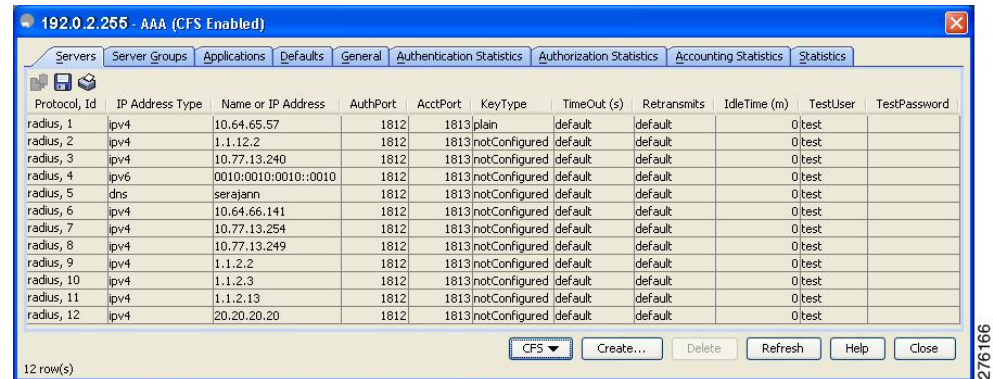 192.0.2.255 - AAA (CFS Enabled)
Servers Server Groups Applications Defaults General Authentication Statistics Authorization Statistics Accounting Statistics Statistics
Protocol, Id IP Address Type Name or IP Address AuthPort AcctPort KeyType TimeOut (s) Retransmits IdleTime (m) TestUser TestPassword
radius, 1 ipv4 10.64.65.57 1812 1813 plain default default 0 test
radius, 2 ipv4 1.1.12.2 1812 1813 notConfigured default default 0 test
radius, 3 ipv4 10.77.13.240 1812 1813 notConfigured default default 0 test
radius, 4 ipv6 0010:0010:0010::0010 1812 1813 notConfigured default default 0 test
radius, 5 dns serajann 1812 1813 notConfigured default default 0 test
radius, 6 ipv4 10.64.66.141 1812 1813 notConfigured default default 0 test
radius, 7 ipv4 10.77.13.254 1812 1813 notConfigured default default 0 test
radius, 8 ipv4 10.77.13.249 1812 1813 notConfigured default default 0 test
radius, 9 ipv4 1.1.2.2 1812 1813 notConfigured default default 0 test
radius, 10 ipv4 1.1.2.3 1812 1813 notConfigured default default 0 test
radius, 11 ipv4 1.1.2.13 1812 1813 notConfigured default default 0 test
radius, 12 ipv4 20.20.20.20 1812 1813 notConfigured default default 0 test
CFS Create... Delete Refresh Help Close
12 row(s)
276166